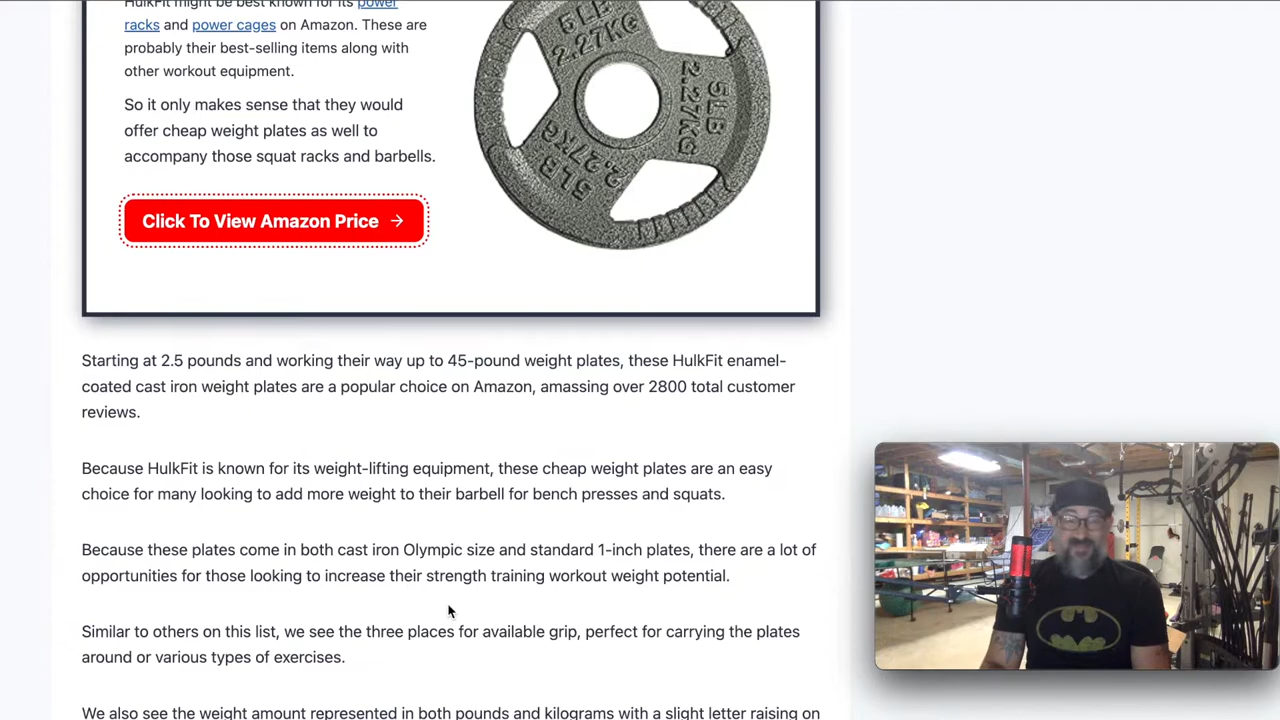 HulkFit might be best known for its power
racks and power cages on Amazon. These are
probably their best-selling items along with
other workout equipment.
So it only makes sense that they would
offer cheap weight plates as well to
accompany those squat racks and barbells.
Click To View Amazon Price →
5LB
2.27KG
5LB
2.27KG
5LB
2.27KG
Starting at 2.5 pounds and working their way up to 45-pound weight plates, these HulkFit enamel-
coated cast iron weight plates are a popular choice on Amazon, amassing over 2800 total customer
reviews.
Because HulkFit is known for its weight-lifting equipment, these cheap weight plates are an easy
choice for many looking to add more weight to their barbell for bench presses and squats.
Because these plates come in both cast iron Olympic size and standard 1-inch plates, there are a lot of
opportunities for those looking to increase their strength training workout weight potential.
Similar to others on this list, we see the three places for available grip, perfect for carrying the plates
around or various types of exercises.
We also see the weight amount represented in both pounds and kilograms with a slight letter raising on